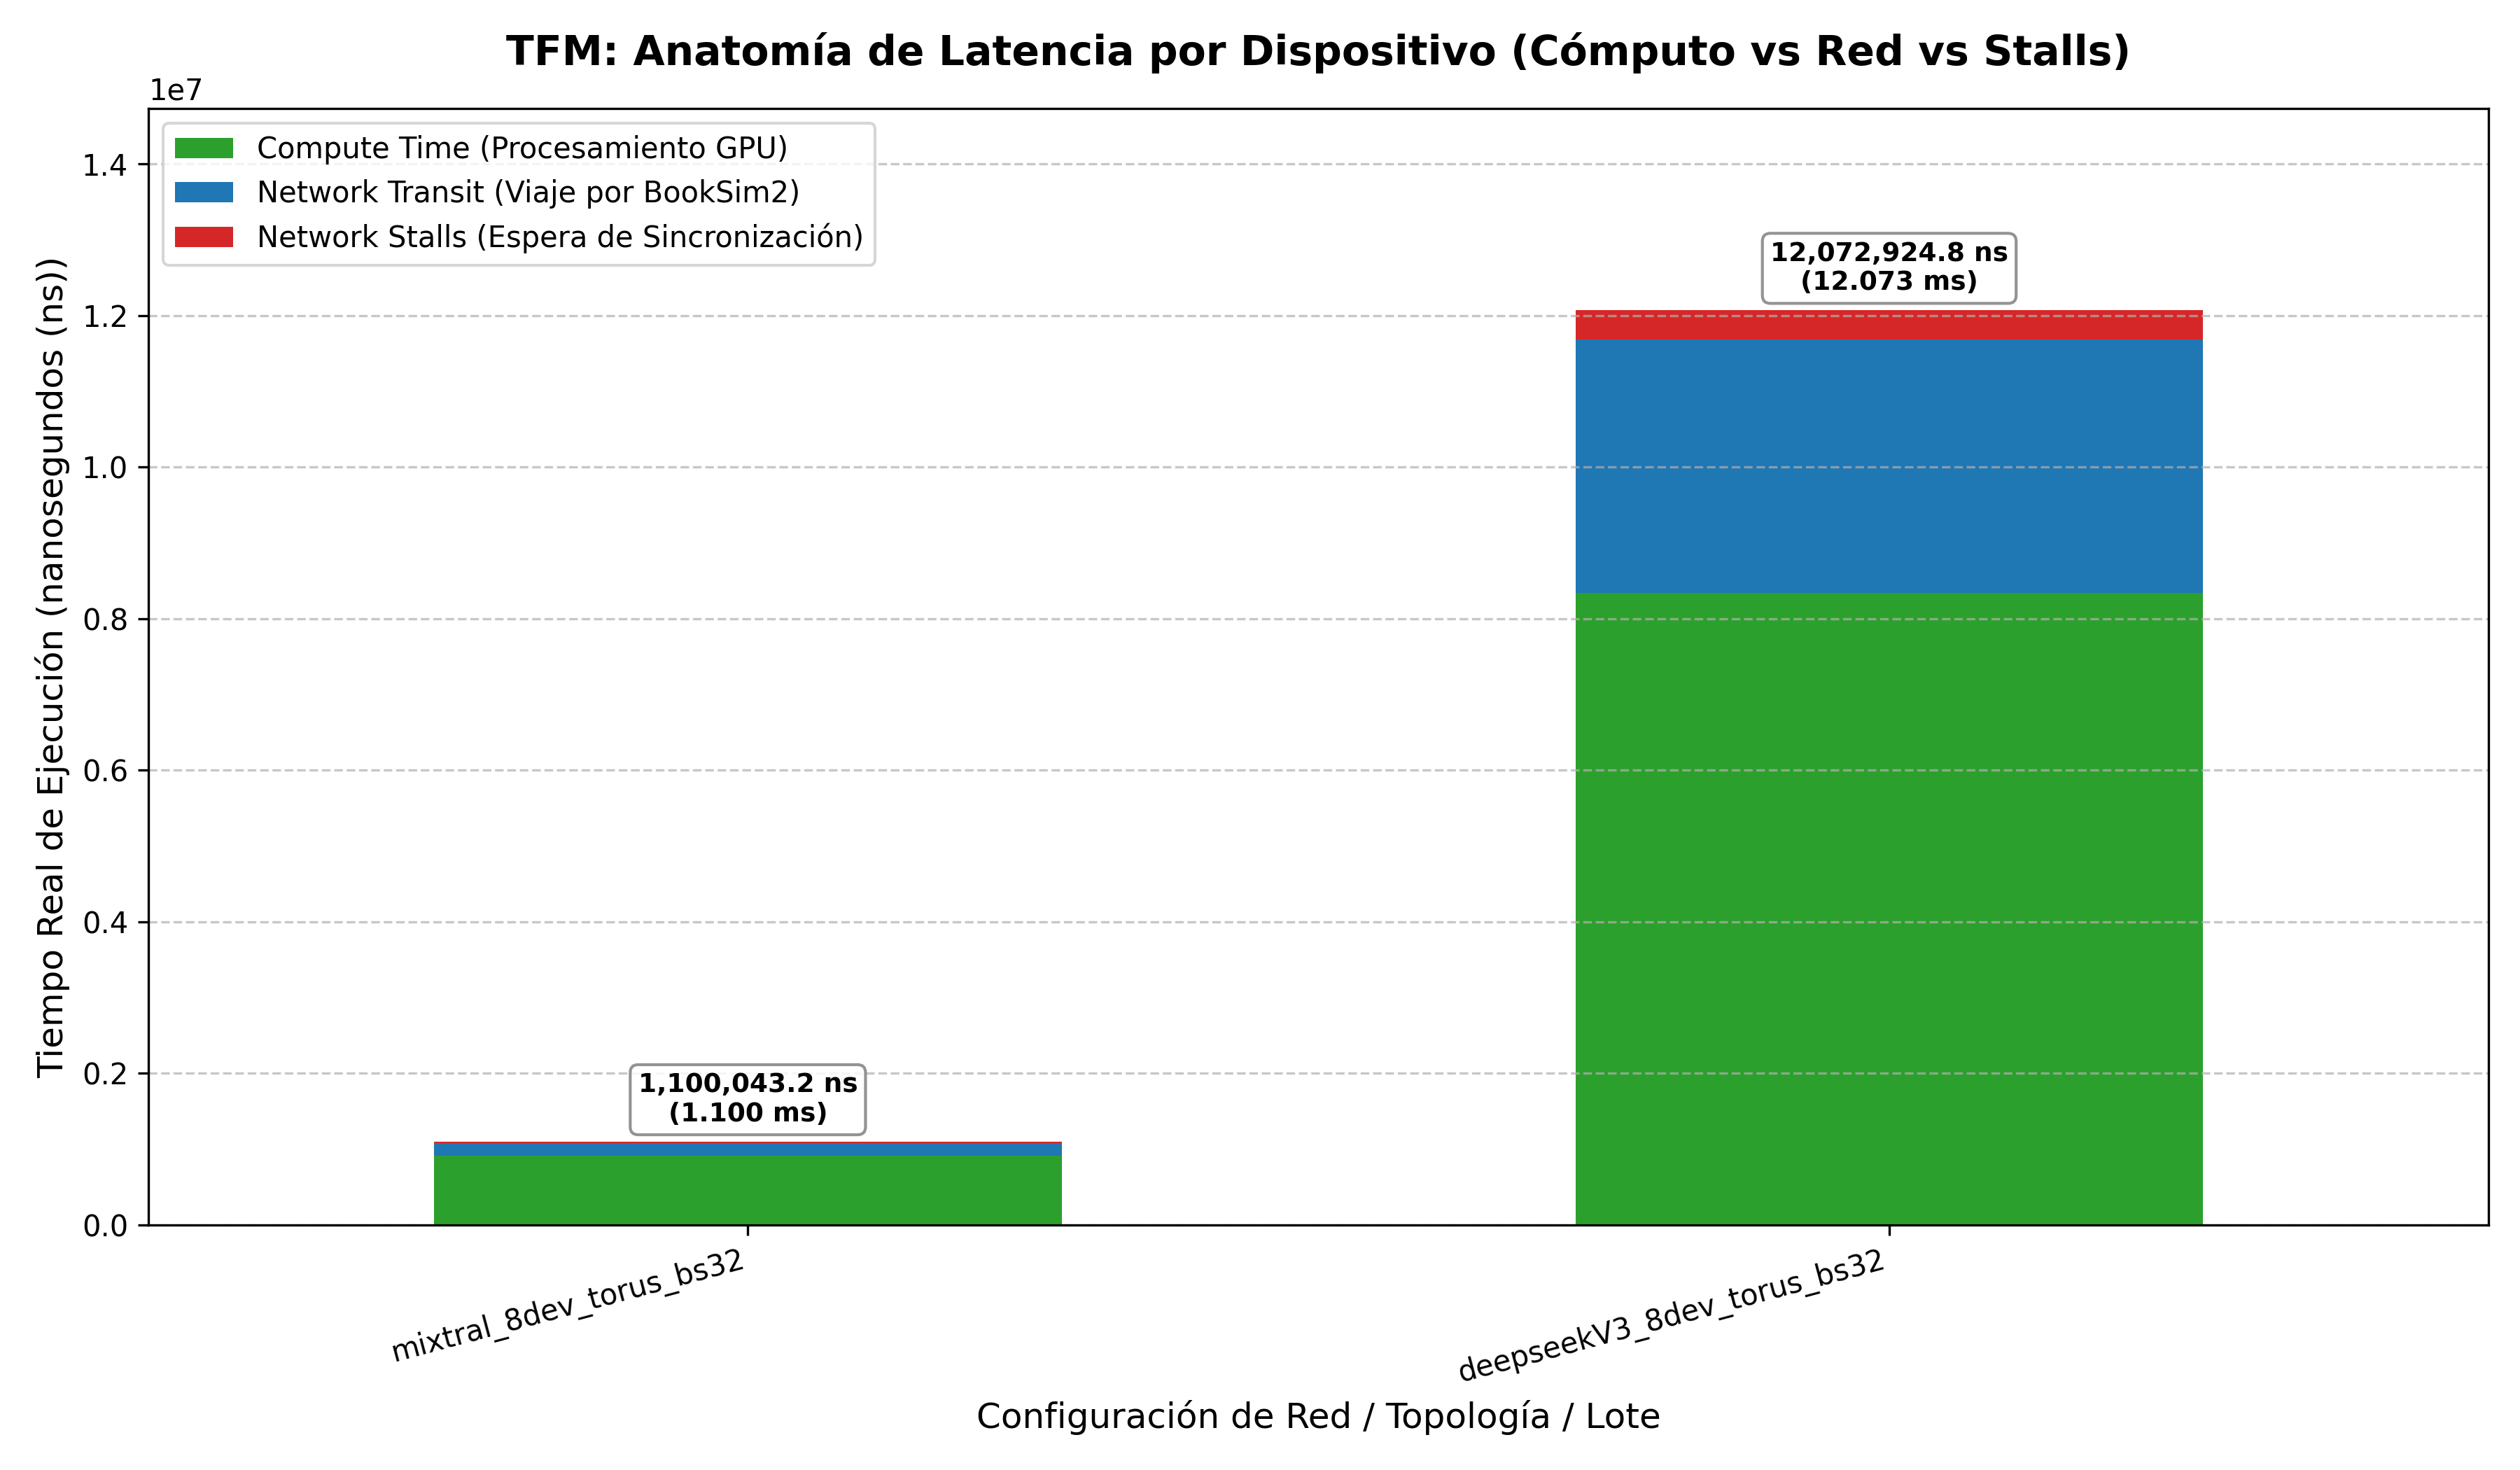 TFM: Anatomía de Latencia por Dispositivo (Cómputo vs Red vs Stalls)
1e7
Compute Time (Procesamiento GPU)
Network Transit (Viaje por BookSim2)
Network Stalls (Espera de Sincronización)
1.4
1.2
1.0
0.8
0.6
0.4
0.2
0.0
Tiempo Real de Ejecución (nanosegundos (ns))
12,072,924.8 ns
(12.073 ms)
1,100,043.2 ns
(1.100 ms)
mixtral_8dev_torus_bs32
deepseekV3_8dev_torus_bs32
Configuración de Red / Topología / Lote